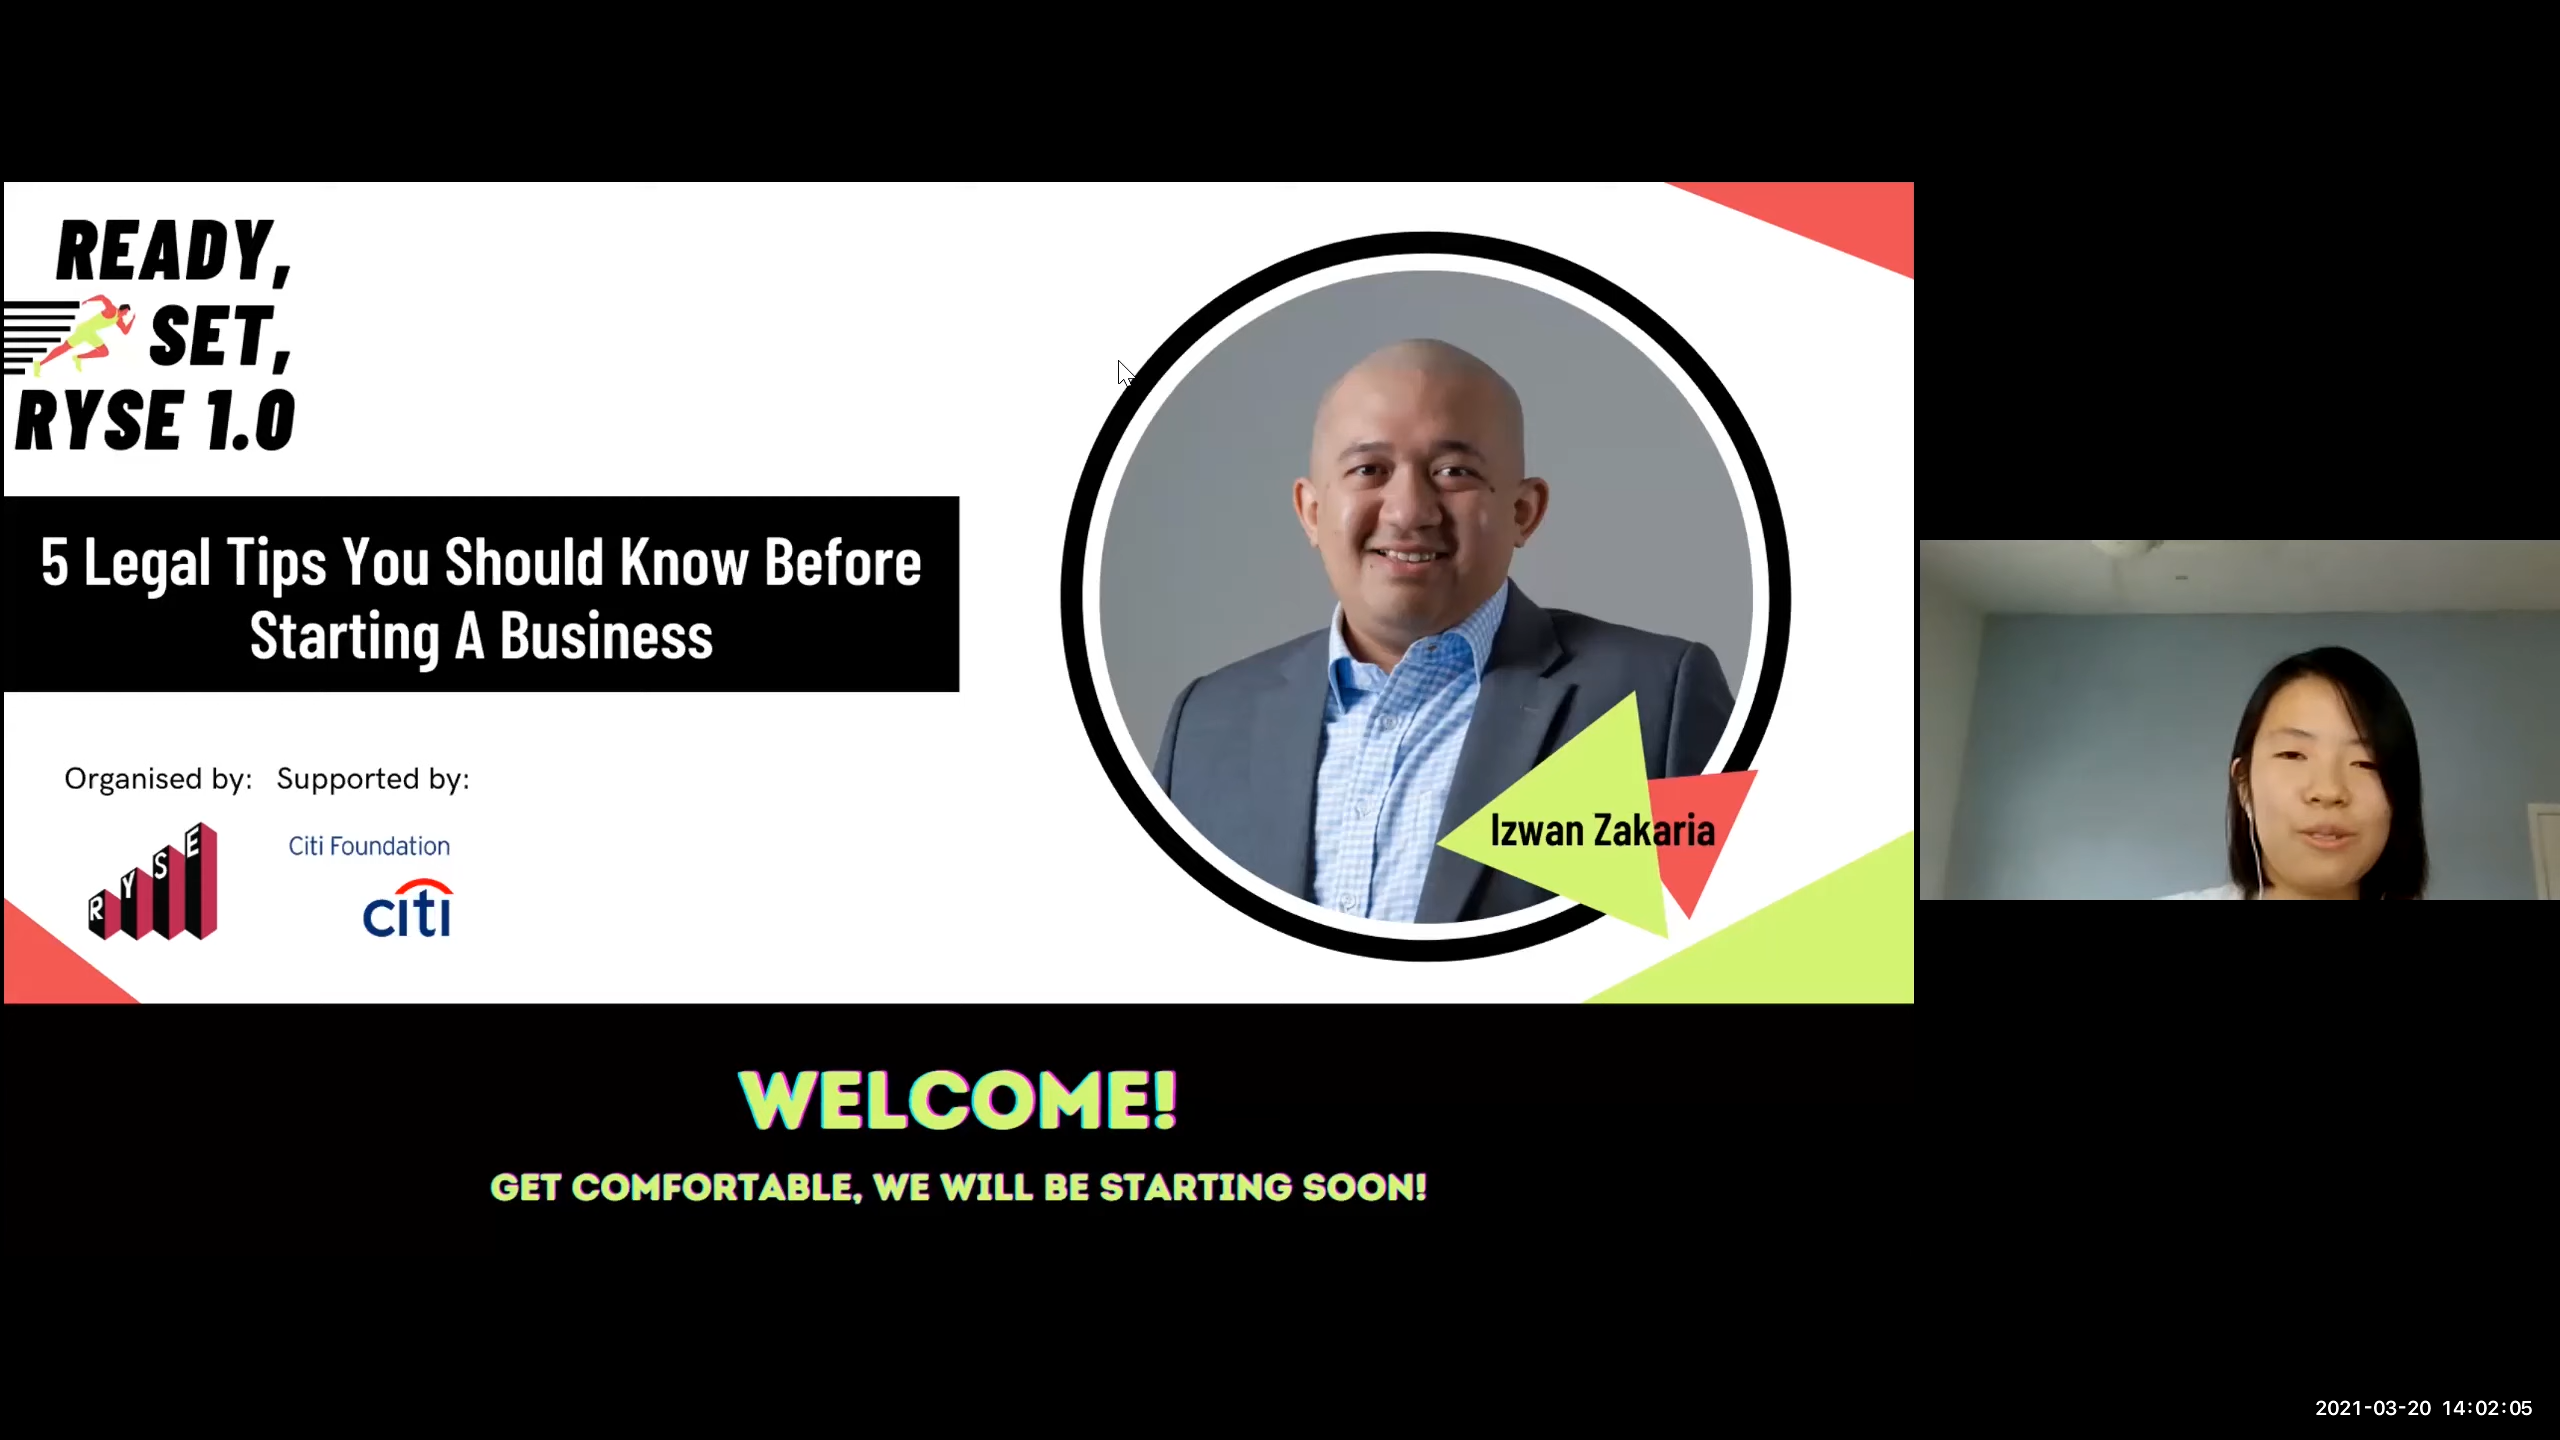 READY,
SET,
RYSE 1.0
5 Legal Tips You Should Know Before
Starting A Business
Organised by: Supported by:
RYSE
Citi Foundation
citi
Izwan Zakaria
WELCOME!
GET COMFORTABLE, WE WILL BE STARTING SOON!
2021-03-20 14:02:05